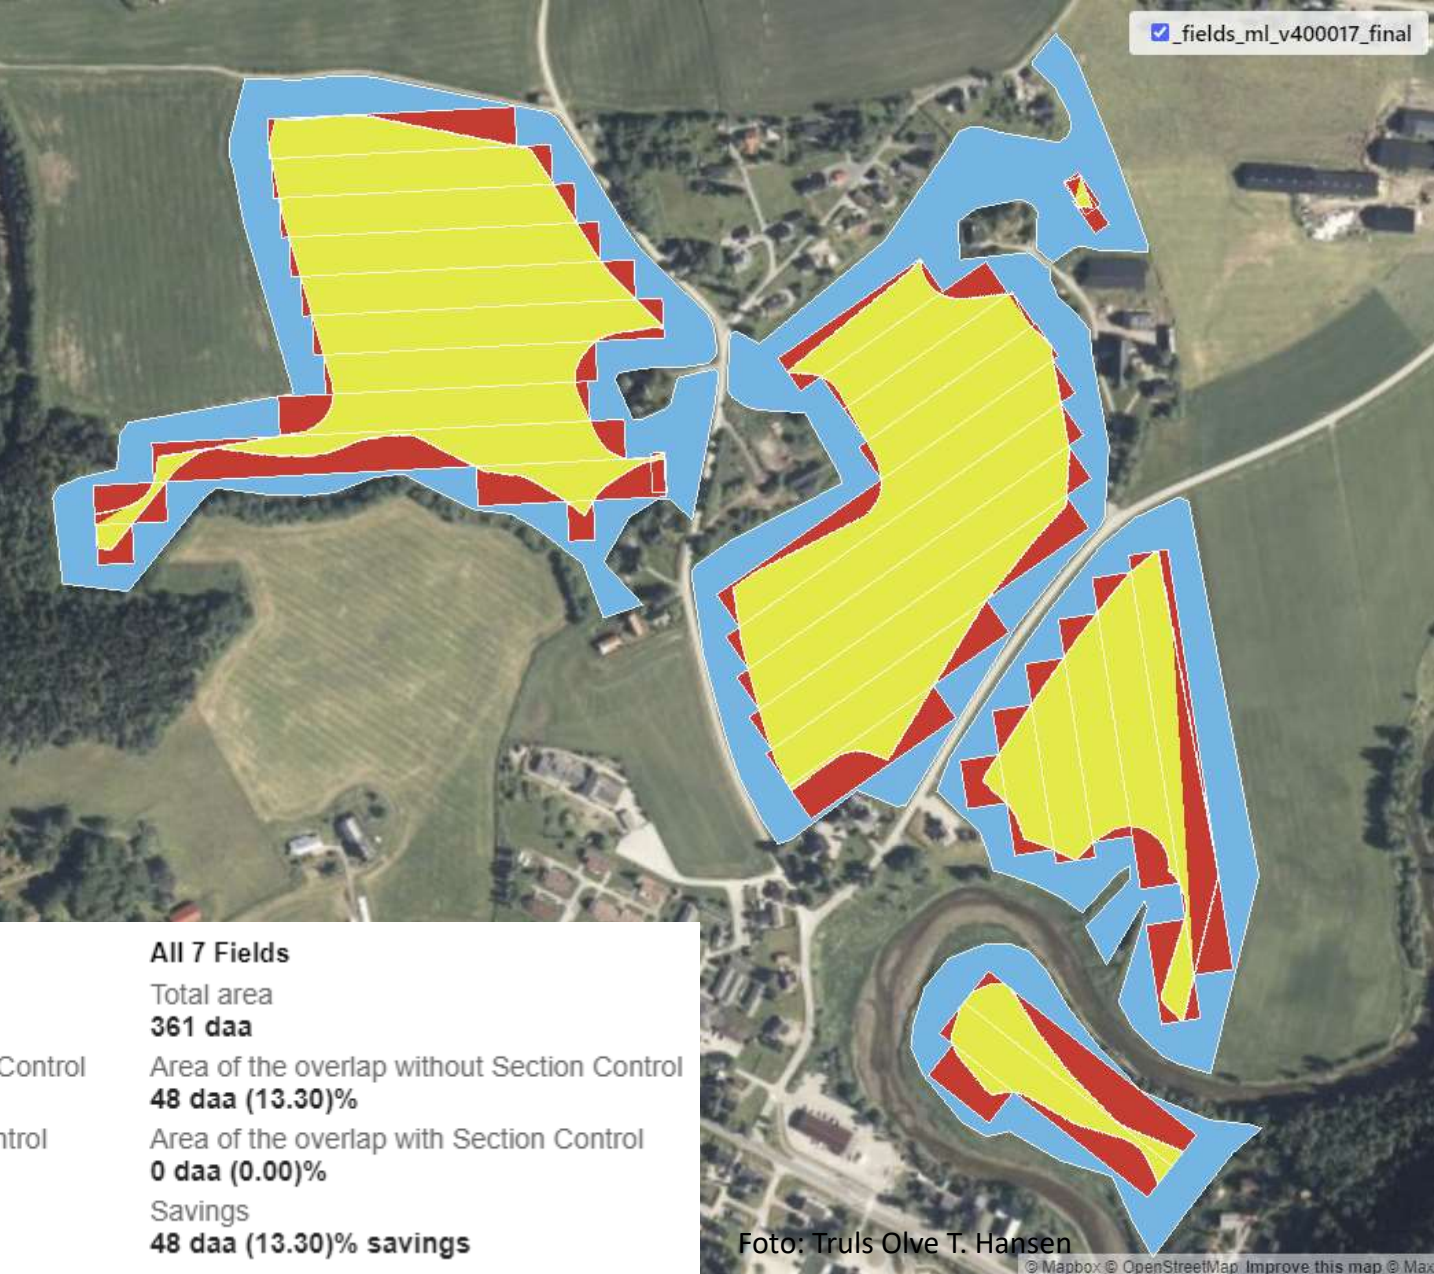 _fields_ml_v400017_final
All 7 Fields
Total area
361 daa
Control
Area of the overlap without Section Control
48 daa (13.30)%
ntrol
Area of the overlap with Section Control
0 daa (0.00)%
Savings
48 daa (13.30)% savings
Foto: Truls Olve T. Hansen
© Mapbox © OpenStreetMap Improve this map © Max